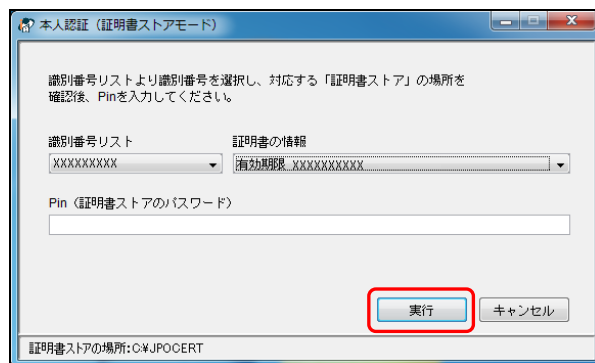 本人認証（証明書ストアモード）
識別番号リストより識別番号を選択し、対応する「証明書ストア」の場所を
確認後、Pinを入力してください。
識別番号リスト 証明書の情報
XXXXXXXXX 有効期限 XXXXXXXXXX
Pin（証明書ストアのパスワード）
実行 キャンセル
証明書ストアの場所:C:¥JPOCERT